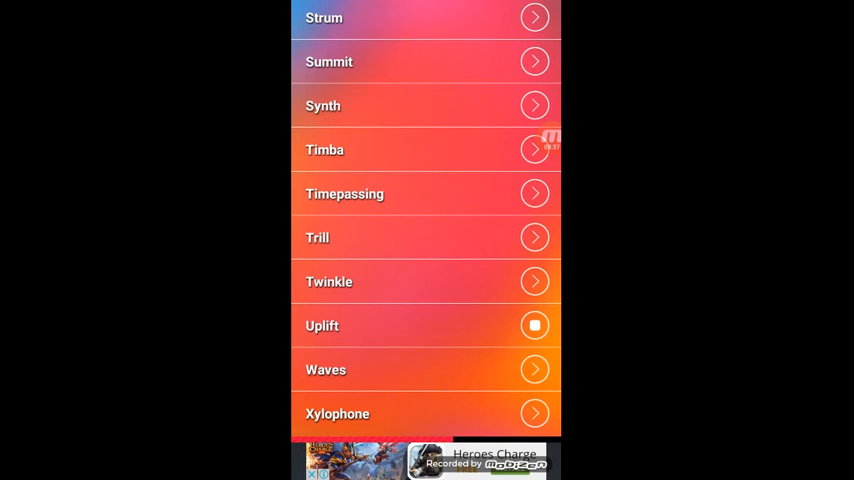 Strum
Summit
Synth
Timba
Timepassing
Trill
Twinkle
Uplift
Waves
Xylophone
Heroes Charge
Recorded by mobizen